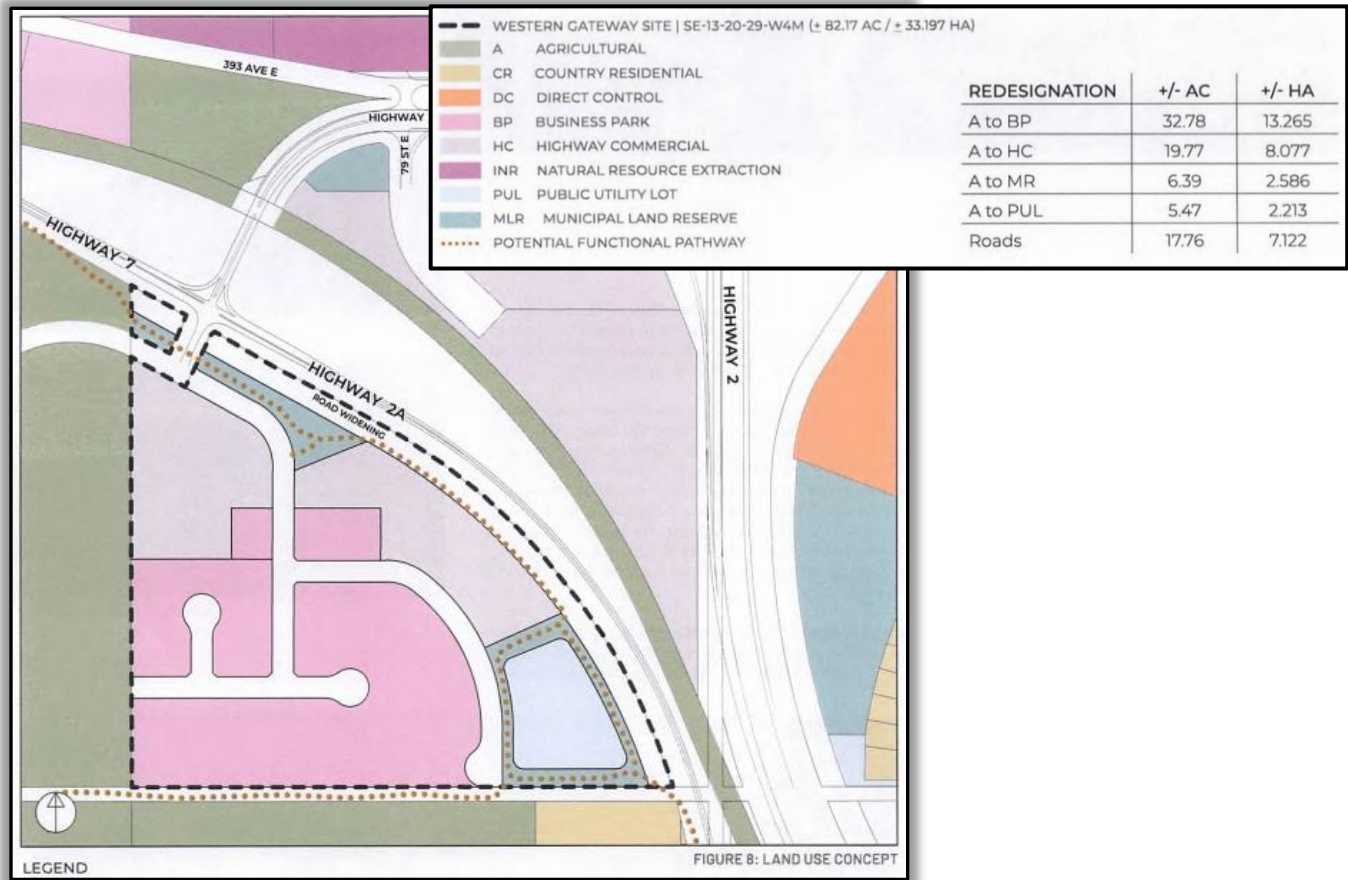 WESTERN GATEWAY SITE | SE-13-20-29-W4M (± 82.17 AC / ± 33.197 HA)
A AGRICULTURAL
CR COUNTRY RESIDENTIAL
DC DIRECT CONTROL
BP BUSINESS PARK
HC HIGHWAY COMMERCIAL
INR NATURAL RESOURCE EXTRACTION
PUL PUBLIC UTILITY LOT
MLR MUNICIPAL LAND RESERVE
POTENTIAL FUNCTIONAL PATHWAY
REDESIGNATION +/- AC +/- HA
A to BP 32.78 13.265
A to HC 19.77 8.077
A to MR 6.39 2.586
A to PUL 5.47 2.213
Roads 17.76 7.122
393 AVE E
HIGHWAY
79 ST E
HIGHWAY 7
HIGHWAY 2A
ROAD WIDENING
HIGHWAY 2
LEGEND
FIGURE 8: LAND USE CONCEPT